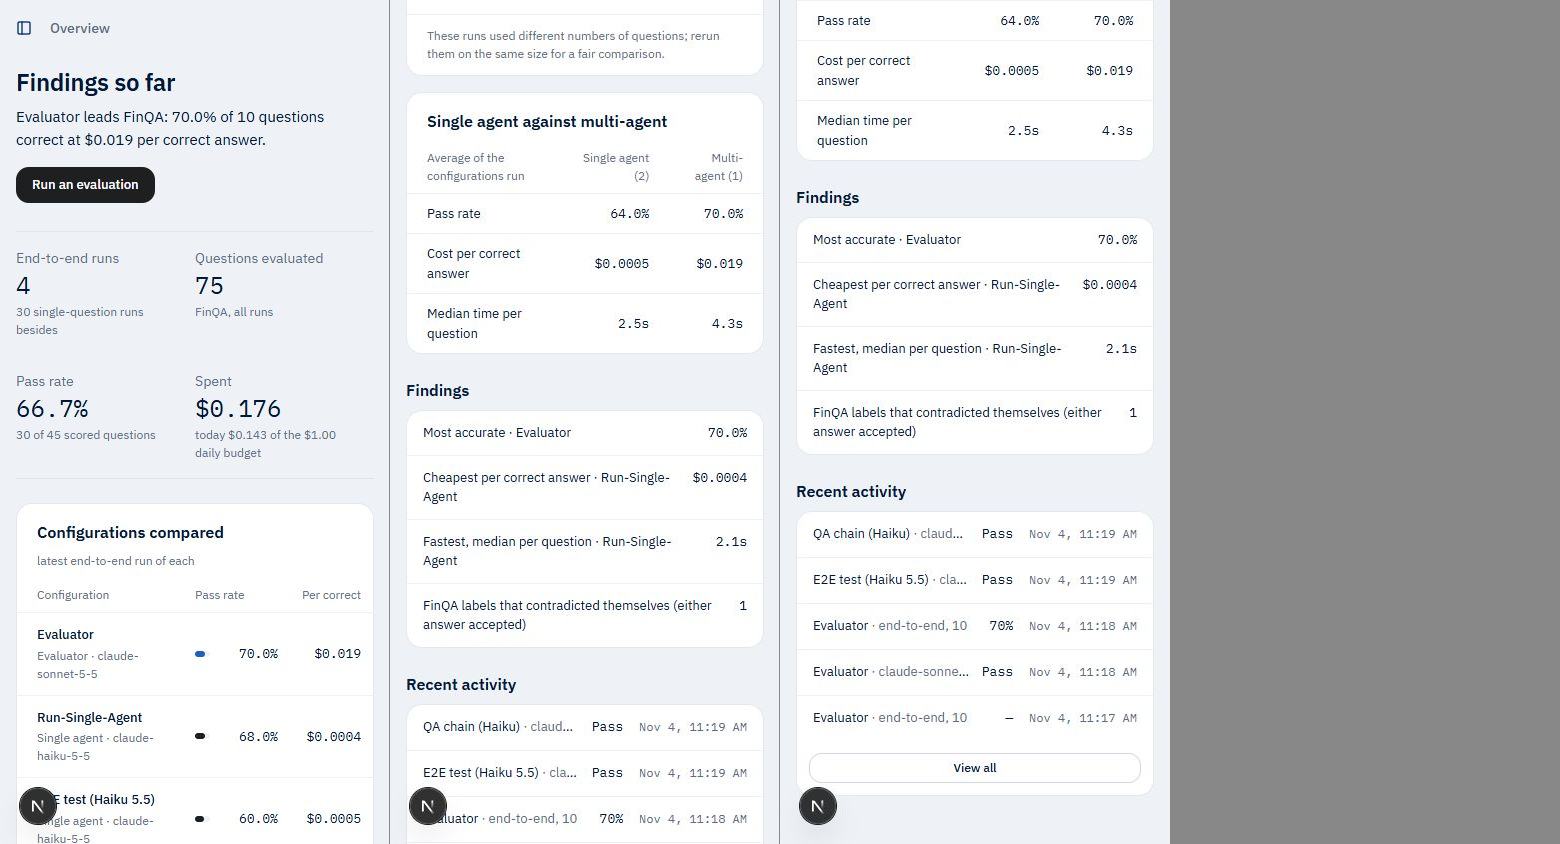 Overview
Findings so far
Evaluator leads FinQA: 70.0% of 10 questions
correct at $0.019 per correct answer.
Run an evaluation
End-to-end runs
4
30 single-question runs
besides
Questions evaluated
75
FinQA, all runs
Pass rate
66.7%
30 of 45 scored questions
Spent
$0.176
today $0.143 of the $1.00
daily budget
Configurations compared
latest end-to-end run of each
Configuration Pass rate Per correct
Evaluator
Evaluator · claude-
sonnet-5-5
70.0% $0.019
Run-Single-Agent
Single agent · claude-
haiku-5-5
68.0% $0.0004
E test (Haiku 5.5)
ngle agent · claude-
haiku-5-5
60.0% $0.0005
N
These runs used different numbers of questions; rerun
them on the same size for a fair comparison.
Single agent against multi-agent
Average of the
configurations run
Single agent
(2)
Multi-
agent (1)
Pass rate 64.0% 70.0%
Cost per correct
answer
$0.0005 $0.019
Median time per
question
2.5s 4.3s
Findings
Most accurate · Evaluator 70.0%
Cheapest per correct answer · Run-Single-
Agent
$0.0004
Fastest, median per question · Run-Single-
Agent
2.1s
FinQA labels that contradicted themselves (either
answer accepted)
1
Recent activity
QA chain (Haiku) · claud... Pass Nov 4, 11:19 AM
E2E test (Haiku 5.5) · cla... Pass Nov 4, 11:19 AM
aluator · end-to-end, 10 70% Nov 4, 11:18 AM
N
Pass rate 64.0% 70.0%
Cost per correct
answer
$0.0005 $0.019
Median time per
question
2.5s 4.3s
Findings
Most accurate · Evaluator 70.0%
Cheapest per correct answer · Run-Single-
Agent
$0.0004
Fastest, median per question · Run-Single-
Agent
2.1s
FinQA labels that contradicted themselves (either
answer accepted)
1
Recent activity
QA chain (Haiku) · claud... Pass Nov 4, 11:19 AM
E2E test (Haiku 5.5) · cla... Pass Nov 4, 11:19 AM
Evaluator · end-to-end, 10 70% Nov 4, 11:18 AM
Evaluator · claude-sonne... Pass Nov 4, 11:18 AM
Evaluator · end-to-end, 10 — Nov 4, 11:17 AM
View all
N